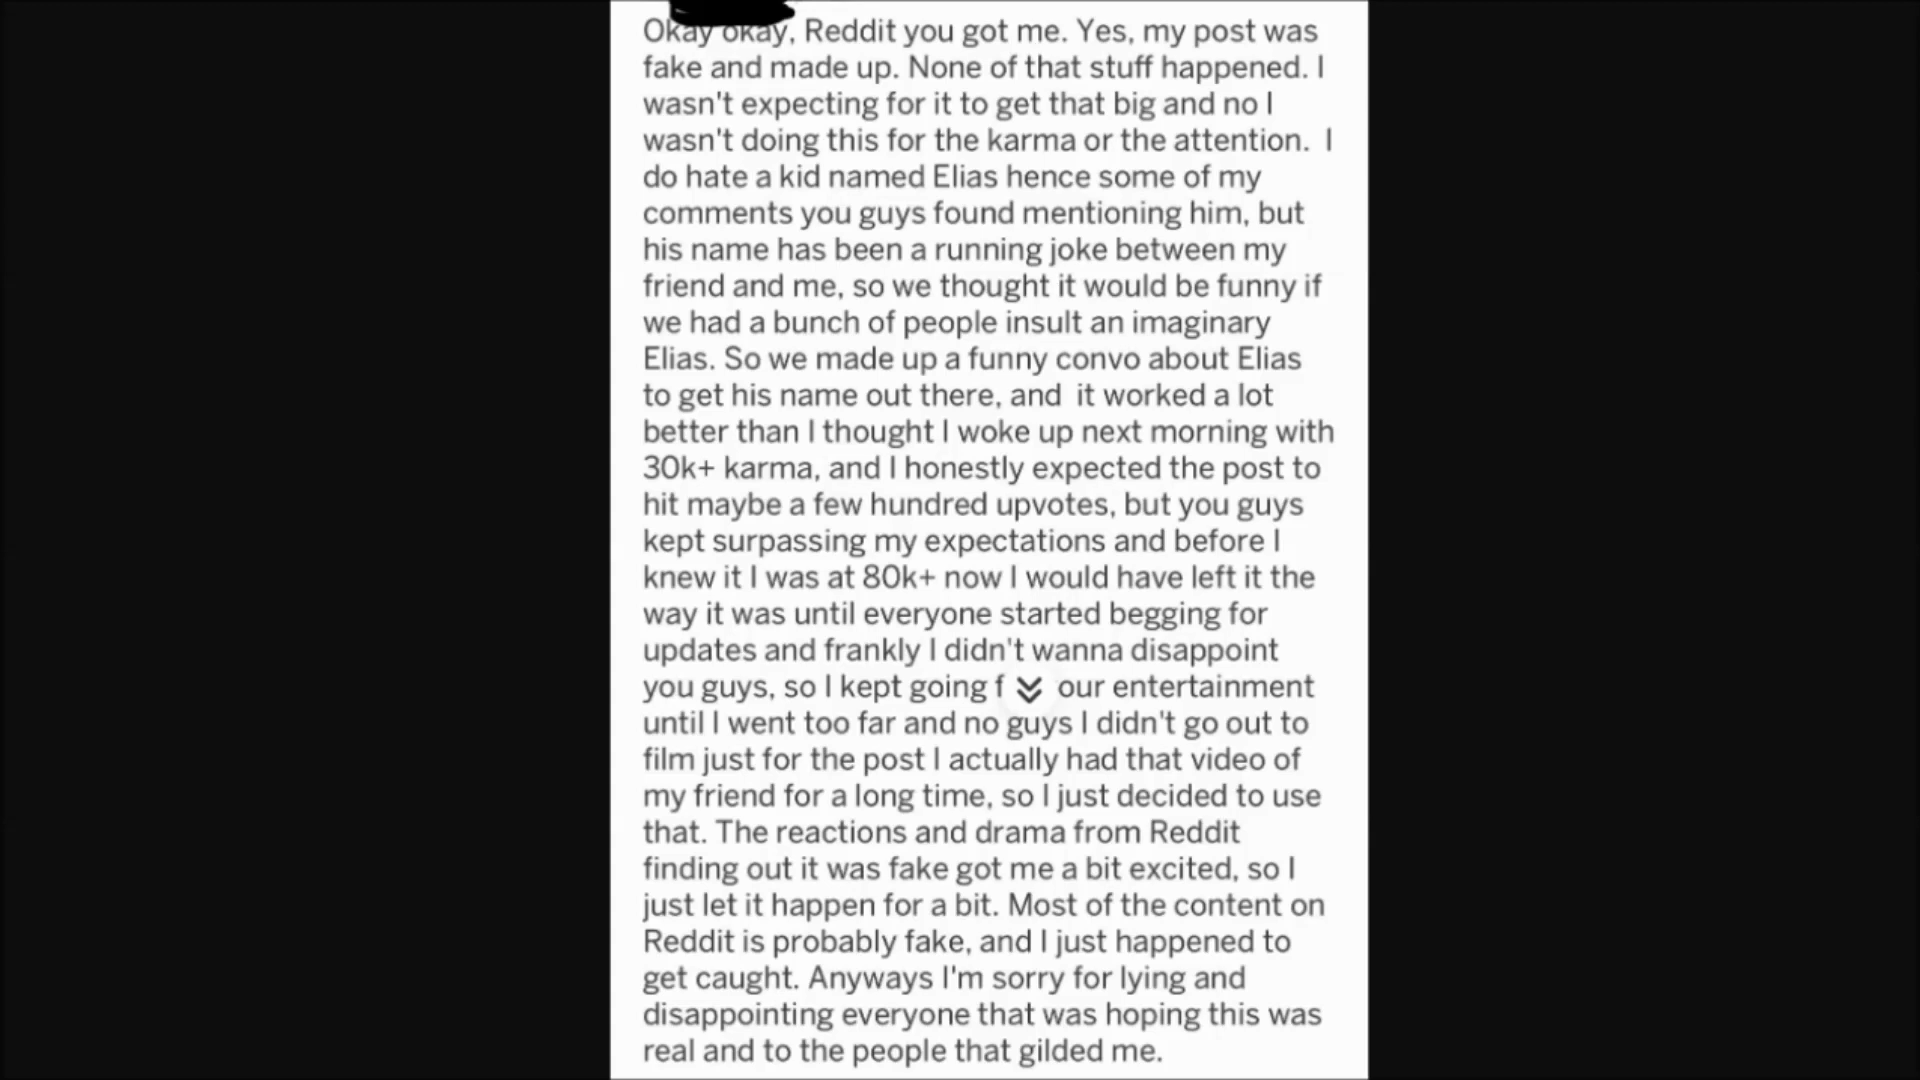 Okay okay, Reddit you got me. Yes, my post was
fake and made up. None of that stuff happened. I
wasn't expecting for it to get that big and no I
wasn't doing this for the karma or the attention. I
do hate a kid named Elias hence some of my
comments you guys found mentioning him, but
his name has been a running joke between my
friend and me, so we thought it would be funny if
we had a bunch of people insult an imaginary
Elias. So we made up a funny convo about Elias
to get his name out there, and it worked a lot
better than I thought I woke up next morning with
30k+ karma, and I honestly expected the post to
hit maybe a few hundred upvotes, but you guys
kept surpassing my expectations and before I
knew it I was at 80k+ now I would have left it the
way it was until everyone started begging for
updates and frankly I didn't wanna disappoint
you guys, so I kept going f our entertainment
until I went too far and no guys I didn't go out to
film just for the post I actually had that video of
my friend for a long time, so I just decided to use
that. The reactions and drama from Reddit
finding out it was fake got me a bit excited, so I
just let it happen for a bit. Most of the content on
Reddit is probably fake, and I just happened to
get caught. Anyways I'm sorry for lying and
disappointing everyone that was hoping this was
real and to the people that gilded me.